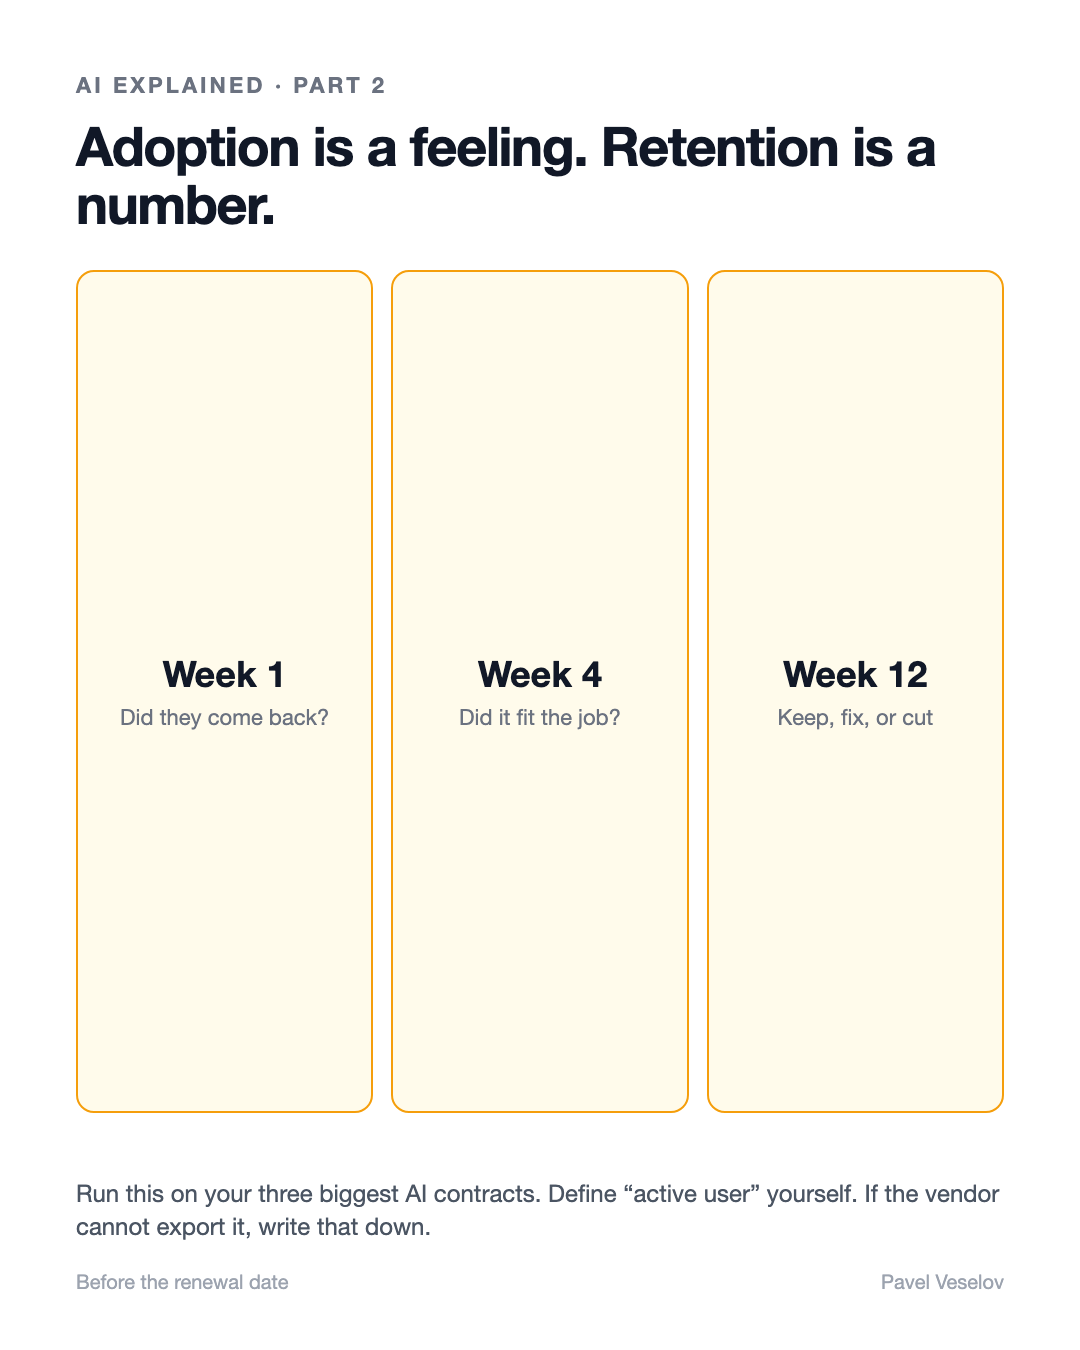 AI EXPLAINED · PART 2
Adoption is a feeling. Retention is a
number.
Week 1
Did they come back?
Week 4
Did it fit the job?
Week 12
Keep, fix, or cut
Run this on your three biggest AI contracts. Define “active user” yourself. If the vendor
cannot export it, write that down.
Before the renewal date
Pavel Veselov